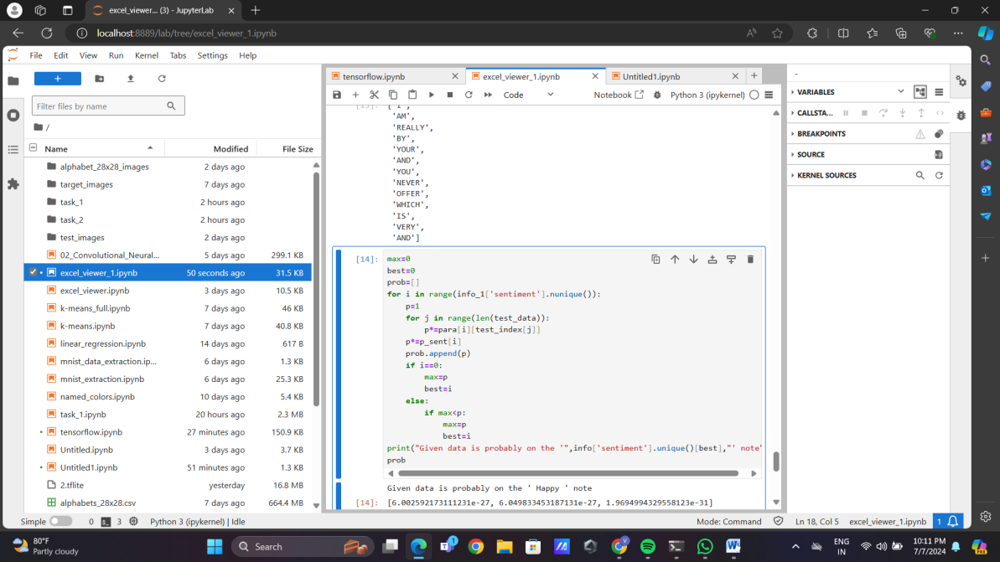 excel_viewer... (3) - JupyterLab
localhost:8889/lab/tree/excel_viewer_1.ipynb
File Edit View Run Kernel Tabs Settings Help
tensorflow.ipynb
excel_viewer_1.ipynb
Untitled1.ipynb
Code
Notebook
Python 3 (ipykernel)
Filter files by name
/
Name Modified File Size
alphabet_28x28_images 2 days ago
target_images 7 days ago
task_1 2 hours ago
task_2 2 hours ago
test_images 2 days ago
02_Convolutional_Neural... 5 days ago 299.1 KB
excel_viewer_1.ipynb 50 seconds ago 31.5 KB
excel_viewer.ipynb 3 days ago 10.5 KB
k-means_full.ipynb 7 days ago 46 KB
k-means.ipynb 7 days ago 40.8 KB
linear_regression.ipynb 14 days ago 617 B
mnist_data_extraction.ip... 6 days ago 1.3 KB
mnist_extraction.ipynb 6 days ago 25.3 KB
named_colors.ipynb 10 days ago 5.4 KB
task_1.ipynb 20 hours ago 2.3 MB
tensorflow.ipynb 27 minutes ago 150.9 KB
Untitled.ipynb 3 days ago 3.7 KB
Untitled1.ipynb 51 minutes ago 1.3 KB
2.tflite yesterday 16.8 MB
alphabets_28x28.csv 7 days ago 664.4 MB
'AM',
'REALLY',
'BY',
'YOUR',
'AND',
'YOU',
'NEVER',
'OFFER',
'WHICH',
'IS',
'VERY',
'AND']
[14]: max=0
best=0
prob=[]
for i in range(info_1['sentiment'].nunique()):
p=1
for j in range(len(test_data)):
p*=para[i][test_index[j]]
p*=p_sent[i]
prob.append(p)
if i==0:
max=p
best=i
else:
if max<p:
max=p
best=i
print("Given data is probably on the '",info['sentiment'].unique()[best],"' note"
prob
Given data is probably on the ' Happy ' note
[14]: [6.002592173111231e-27, 6.049833453187131e-27, 1.9694994329558123e-31]
-
VARIABLES
CALLSTA...
BREAKPOINTS
SOURCE
KERNEL SOURCES
Simple 0 3 Python 3 (ipykernel) | Idle Mode: Command Ln 18, Col 5 excel_viewer_1.ipynb 1
80°F
Partly cloudy
Search
1
ENG
IN
10:11 PM
7/7/2024